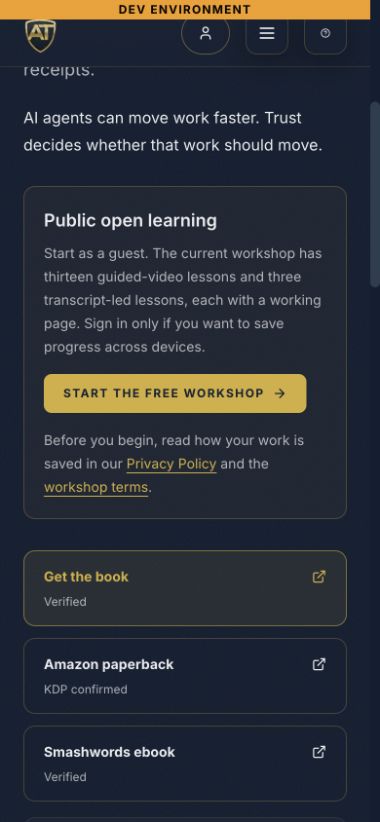 DEV ENVIRONMENT
AT
receipts.
AI agents can move work faster. Trust
decides whether that work should move.
Public open learning
Start as a guest. The current workshop has
thirteen guided-video lessons and three
transcript-led lessons, each with a working
page. Sign in only if you want to save
progress across devices.
START THE FREE WORKSHOP →
Before you begin, read how your work is
saved in our Privacy Policy and the
workshop terms.
Get the book
Verified
Amazon paperback
KDP confirmed
Smashwords ebook
Verified